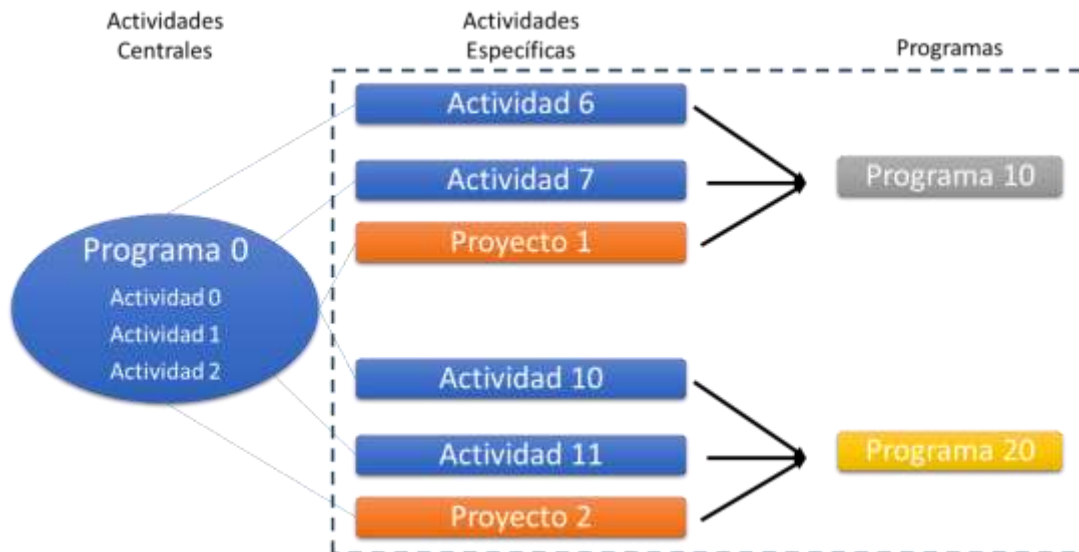 Actividades
Centrales
Actividades
Específicas
Programas
Actividad 6
Actividad 7
Proyecto 1
Programa 10
Programa 0
Actividad 0
Actividad 1
Actividad 2
Actividad 10
Actividad 11
Proyecto 2
Programa 20